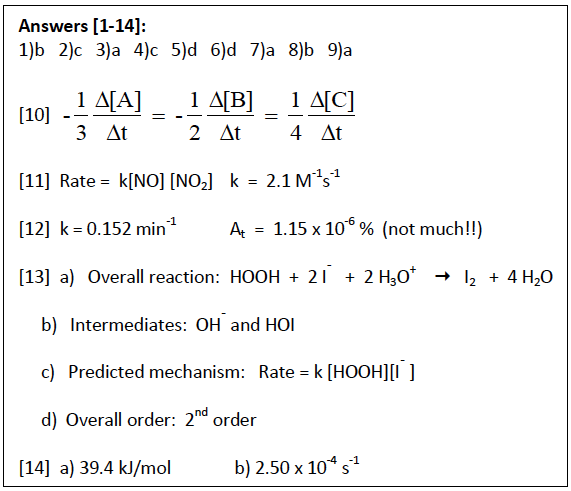 Answers [1-14]:
1)b 2)c 3)a 4)c 5)d 6)d 7)a 8)b 9)a
[10] -1/3 Δ[A]/Δt = -1/2 Δ[B]/Δt = 1/4 Δ[C]/Δt
[11] Rate = k[NO] [NO₂] k = 2.1 M⁻¹s⁻¹
[12] k = 0.152 min⁻¹ Aₜ = 1.15 x 10⁻⁶ % (not much!!)
[13] a) Overall reaction: HOOH + 2 I⁻ + 2 H₃O⁺ → I₂ + 4 H₂O
b) Intermediates: OH⁻ and HOI
c) Predicted mechanism: Rate = k [HOOH][I⁻]
d) Overall order: 2ⁿᵈ order
[14] a) 39.4 kJ/mol b) 2.50 x 10⁻⁴ s⁻¹